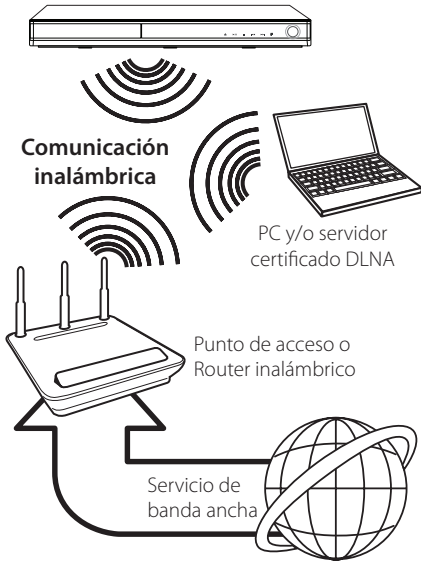 Comunicación
inalámbrica
PC y/o servidor
certificado DLNA
Punto de acceso o
Router inalámbrico
Servicio de
banda ancha